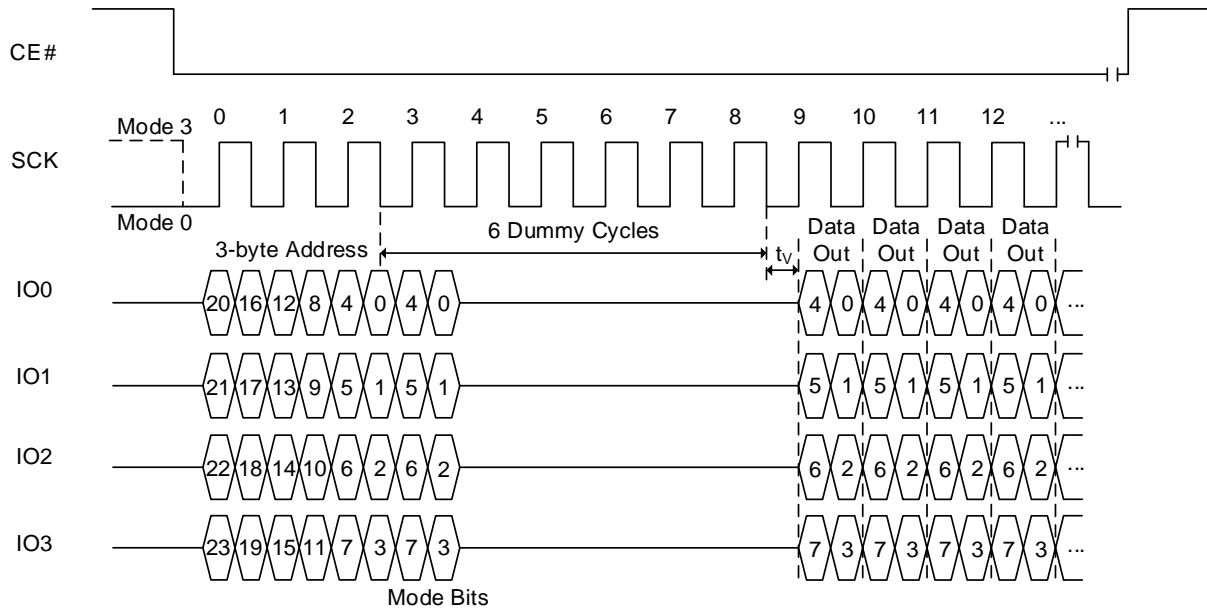 CE#
0 1 2 3 4 5 6 7 8 9 10 11 12 ...
Mode 3
SCK
Mode 0
6 Dummy Cycles
3-byte Address
tV
Data Out
Data Out
Data Out
Data Out
IO0
20 16 12 8 4 0 4 0 4 0 4 0 4 0 4 0 ...
IO1
21 17 13 9 5 1 5 1 5 1 5 1 5 1 5 1 ...
IO2
22 18 14 10 6 2 6 2 6 2 6 2 6 2 6 2 ...
IO3
23 19 15 11 7 3 7 3 7 3 7 3 7 3 7 3 ...
Mode Bits